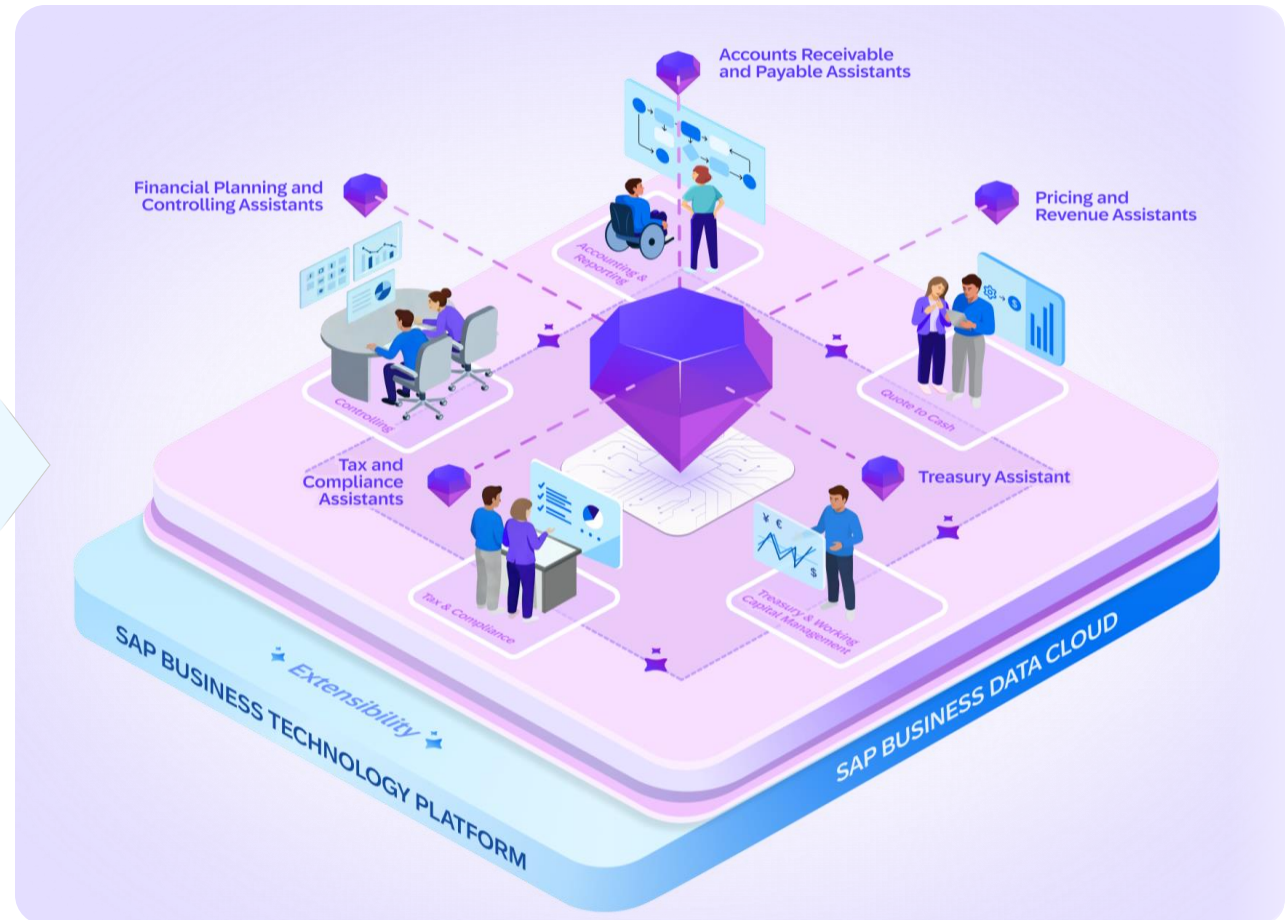 Accounts Receivable
and Payable Assistants
Financial Planning and
Controlling Assistants
Pricing and
Revenue Assistants
Accounting &
Reporting
Controlling
Quote to Cash
Tax and
Compliance
Assistants
Treasury Assistant
¥ €
$
$
Tax & Compliance
Treasury & Working
Capital Management
Extensibility
SAP BUSINESS TECHNOLOGY PLATFORM
SAP BUSINESS DATA CLOUD